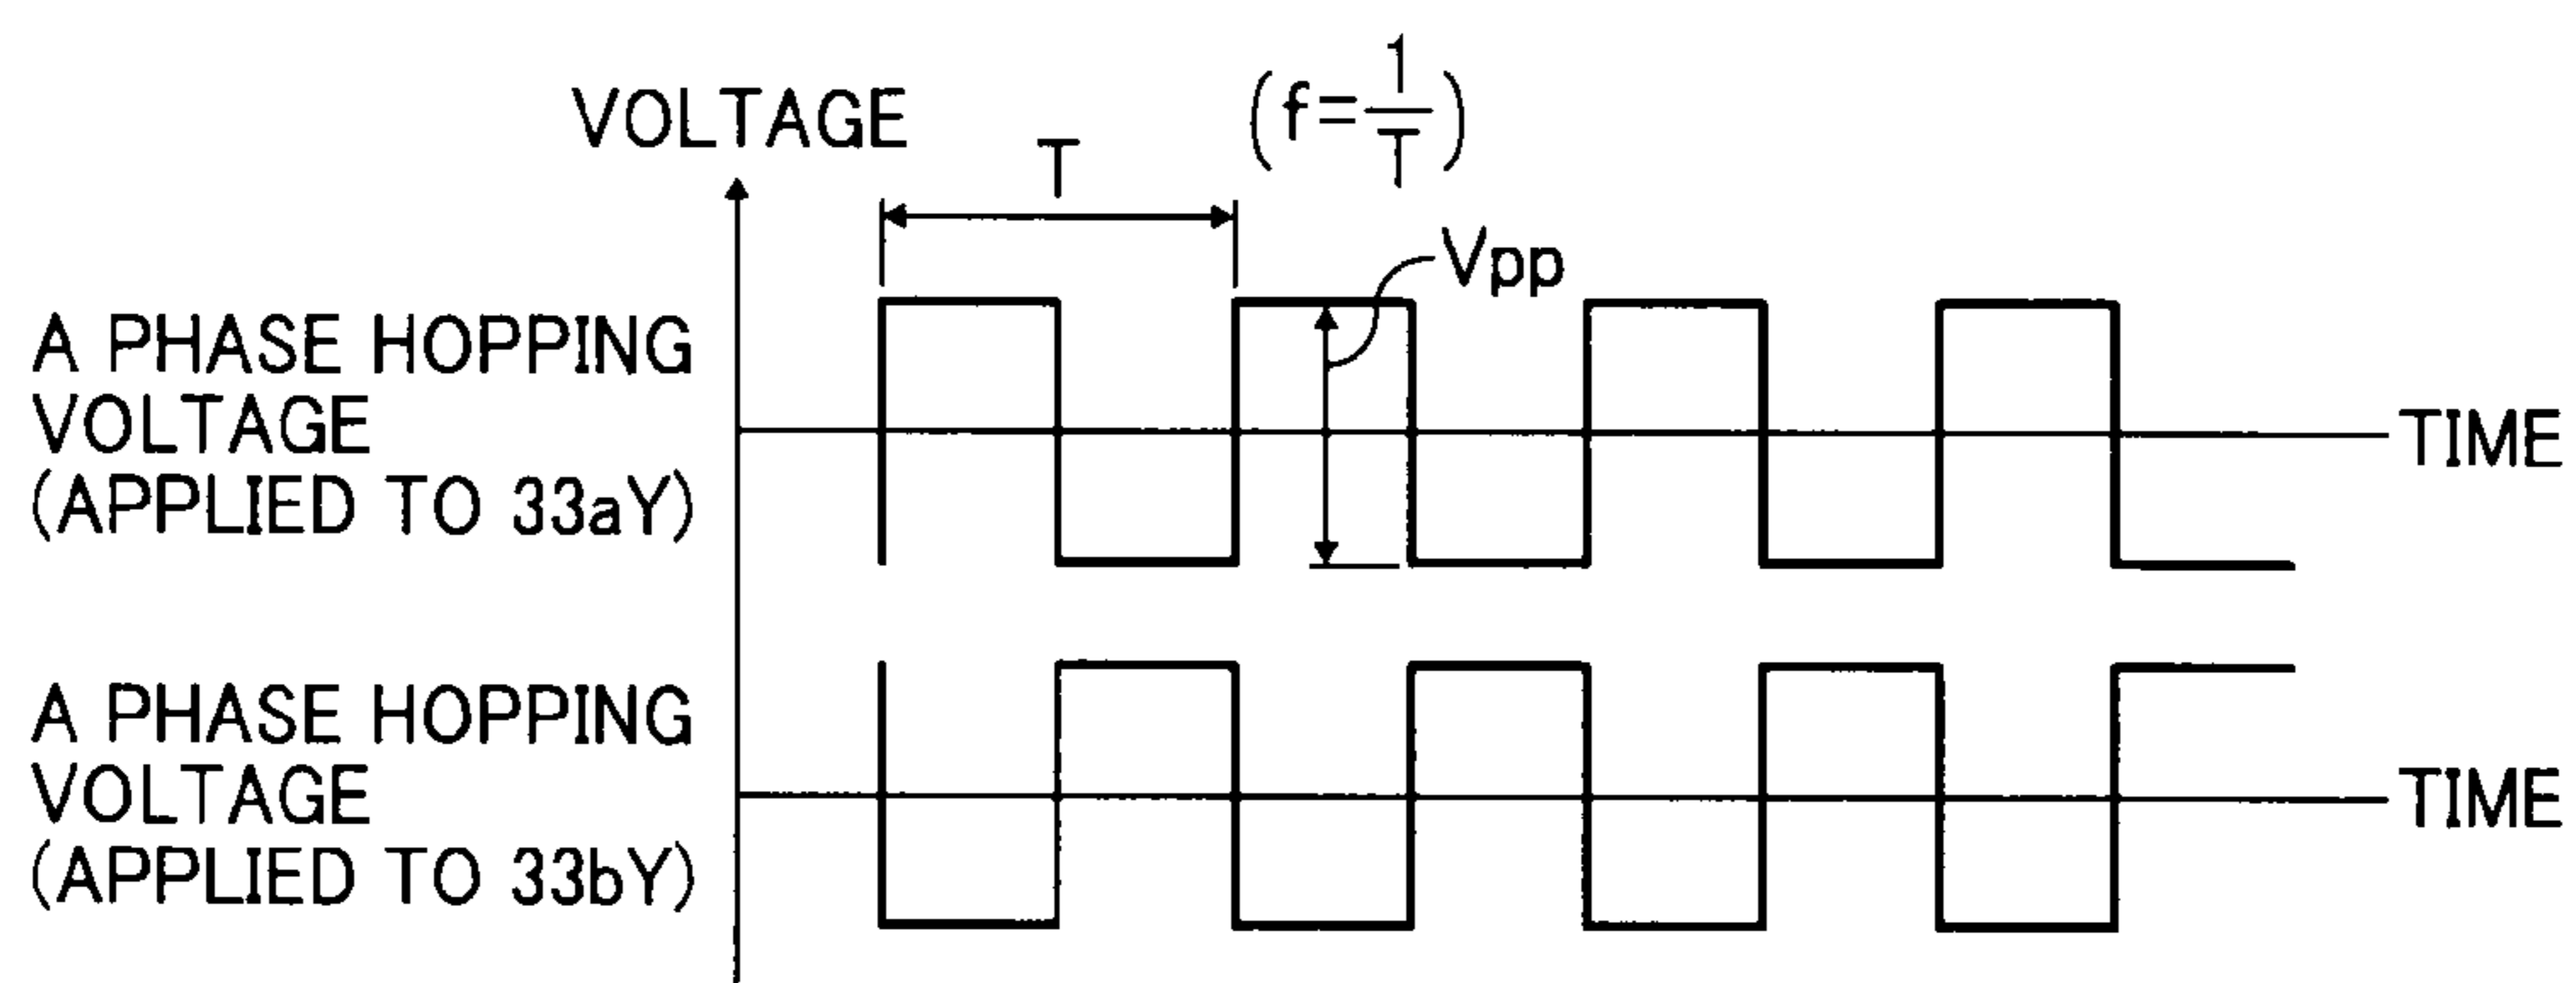 VOLTAGE
T
(f=1/T)
Vpp
A PHASE HOPPING
VOLTAGE
(APPLIED TO 33aY)
TIME
A PHASE HOPPING
VOLTAGE
(APPLIED TO 33bY)
TIME